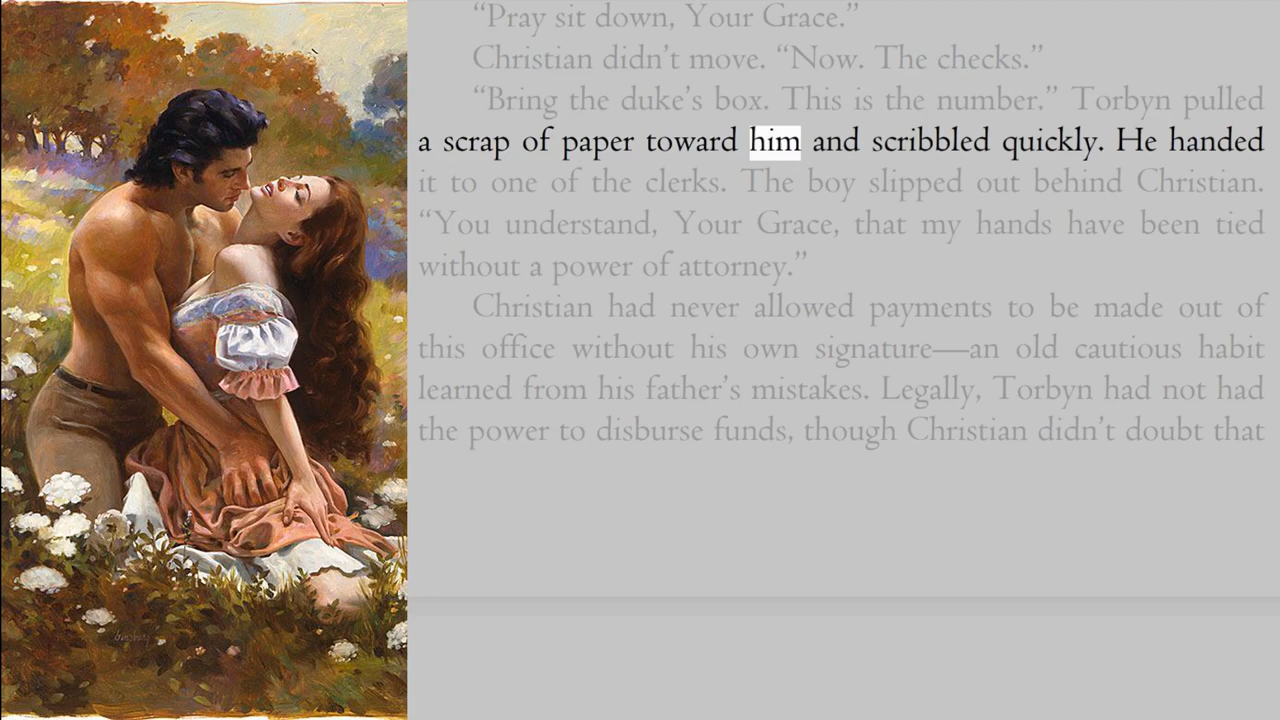 “Pray sit down, Your Grace.”
Christian didn’t move. “Now. The checks.”
“Bring the duke’s box. This is the number.” Torbyn pulled
a scrap of paper toward him and scribbled quickly. He handed
it to one of the clerks. The boy slipped out behind Christian.
“You understand, Your Grace, that my hands have been tied
without a power of attorney.”
Christian had never allowed payments to be made out of
this office without his own signature—an old cautious habit
learned from his father’s mistakes. Legally, Torbyn had not had
the power to disburse funds, though Christian didn’t doubt that